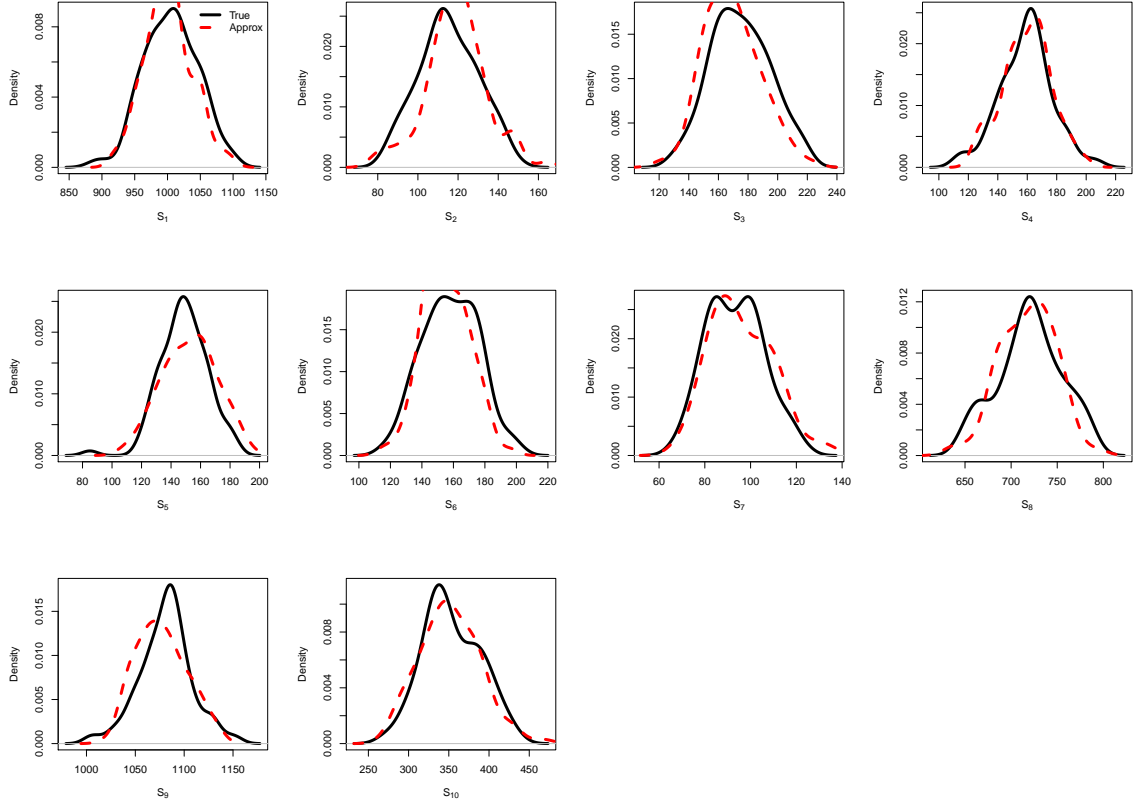 True
Approx
Density
0.000 0.004 0.008
850 900 950 1000 1050 1100 1150
S1
Density
0.000 0.010 0.020
80 100 120 140 160
S2
Density
0.000 0.005 0.010 0.015
120 140 160 180 200 220 240
S3
Density
0.000 0.010 0.020
100 120 140 160 180 200 220
S4
Density
0.000 0.010 0.020
80 100 120 140 160 180 200
S5
Density
0.000 0.005 0.010 0.015
100 120 140 160 180 200 220
S6
Density
0.000 0.010 0.020
60 80 100 120 140
S7
Density
0.000 0.004 0.008 0.012
650 700 750 800
S8
Density
0.000 0.005 0.010 0.015
1000 1050 1100 1150
S9
Density
0.000 0.004 0.008
250 300 350 400 450
S10